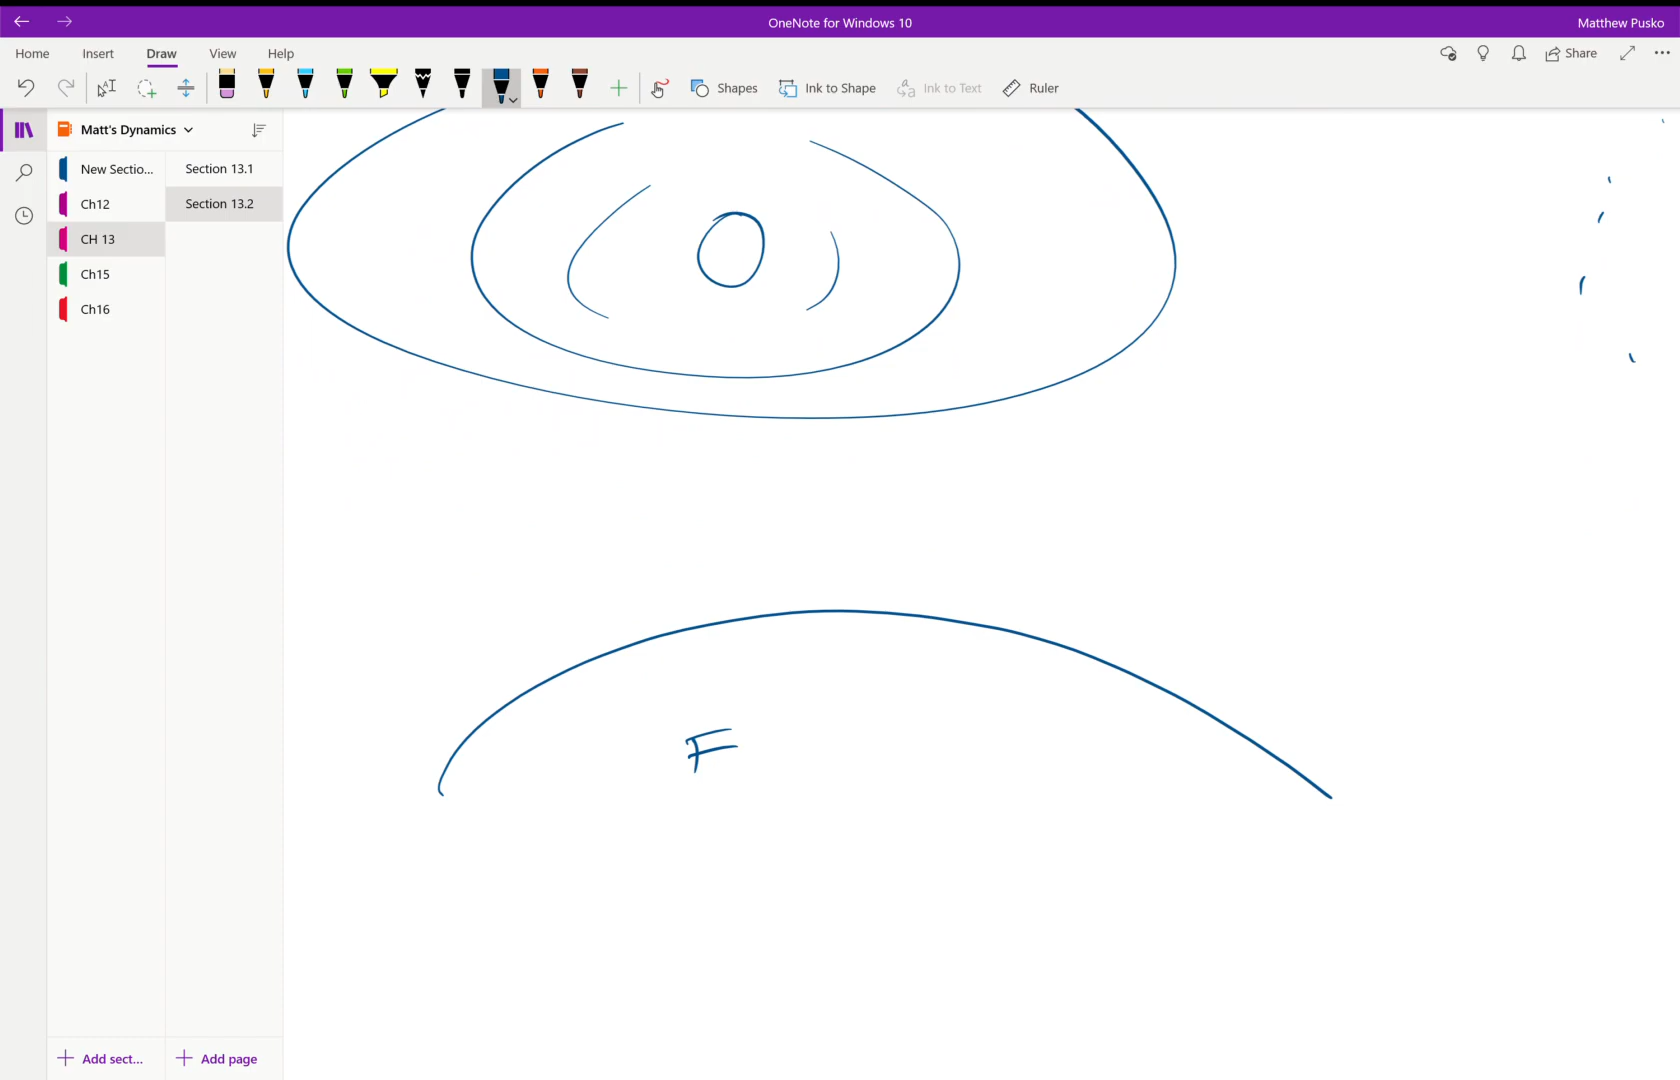 OneNote for Windows 10
Matthew Pusko
Home Insert Draw View Help
Share
Shapes Ink to Shape Ink to Text Ruler
Matt's Dynamics
New Sectio...
Ch12
CH 13
Ch15
Ch16
Section 13.1
Section 13.2
F
Add sect...
Add page